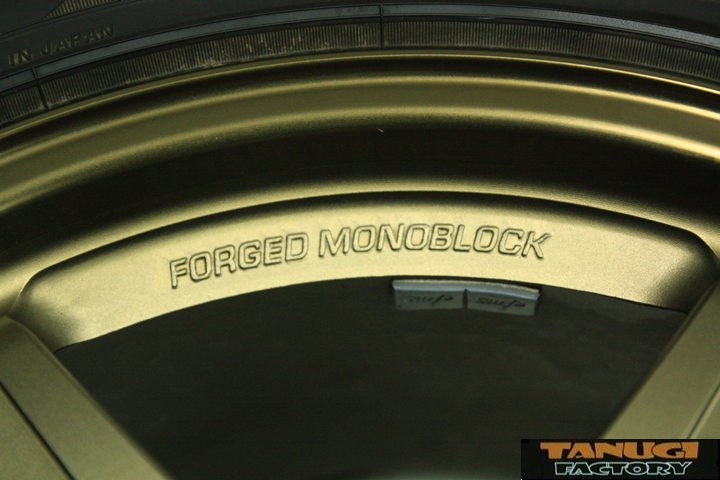 IN JAPAN
FORGED MONOBLOCK
TANUGI
FACTORY